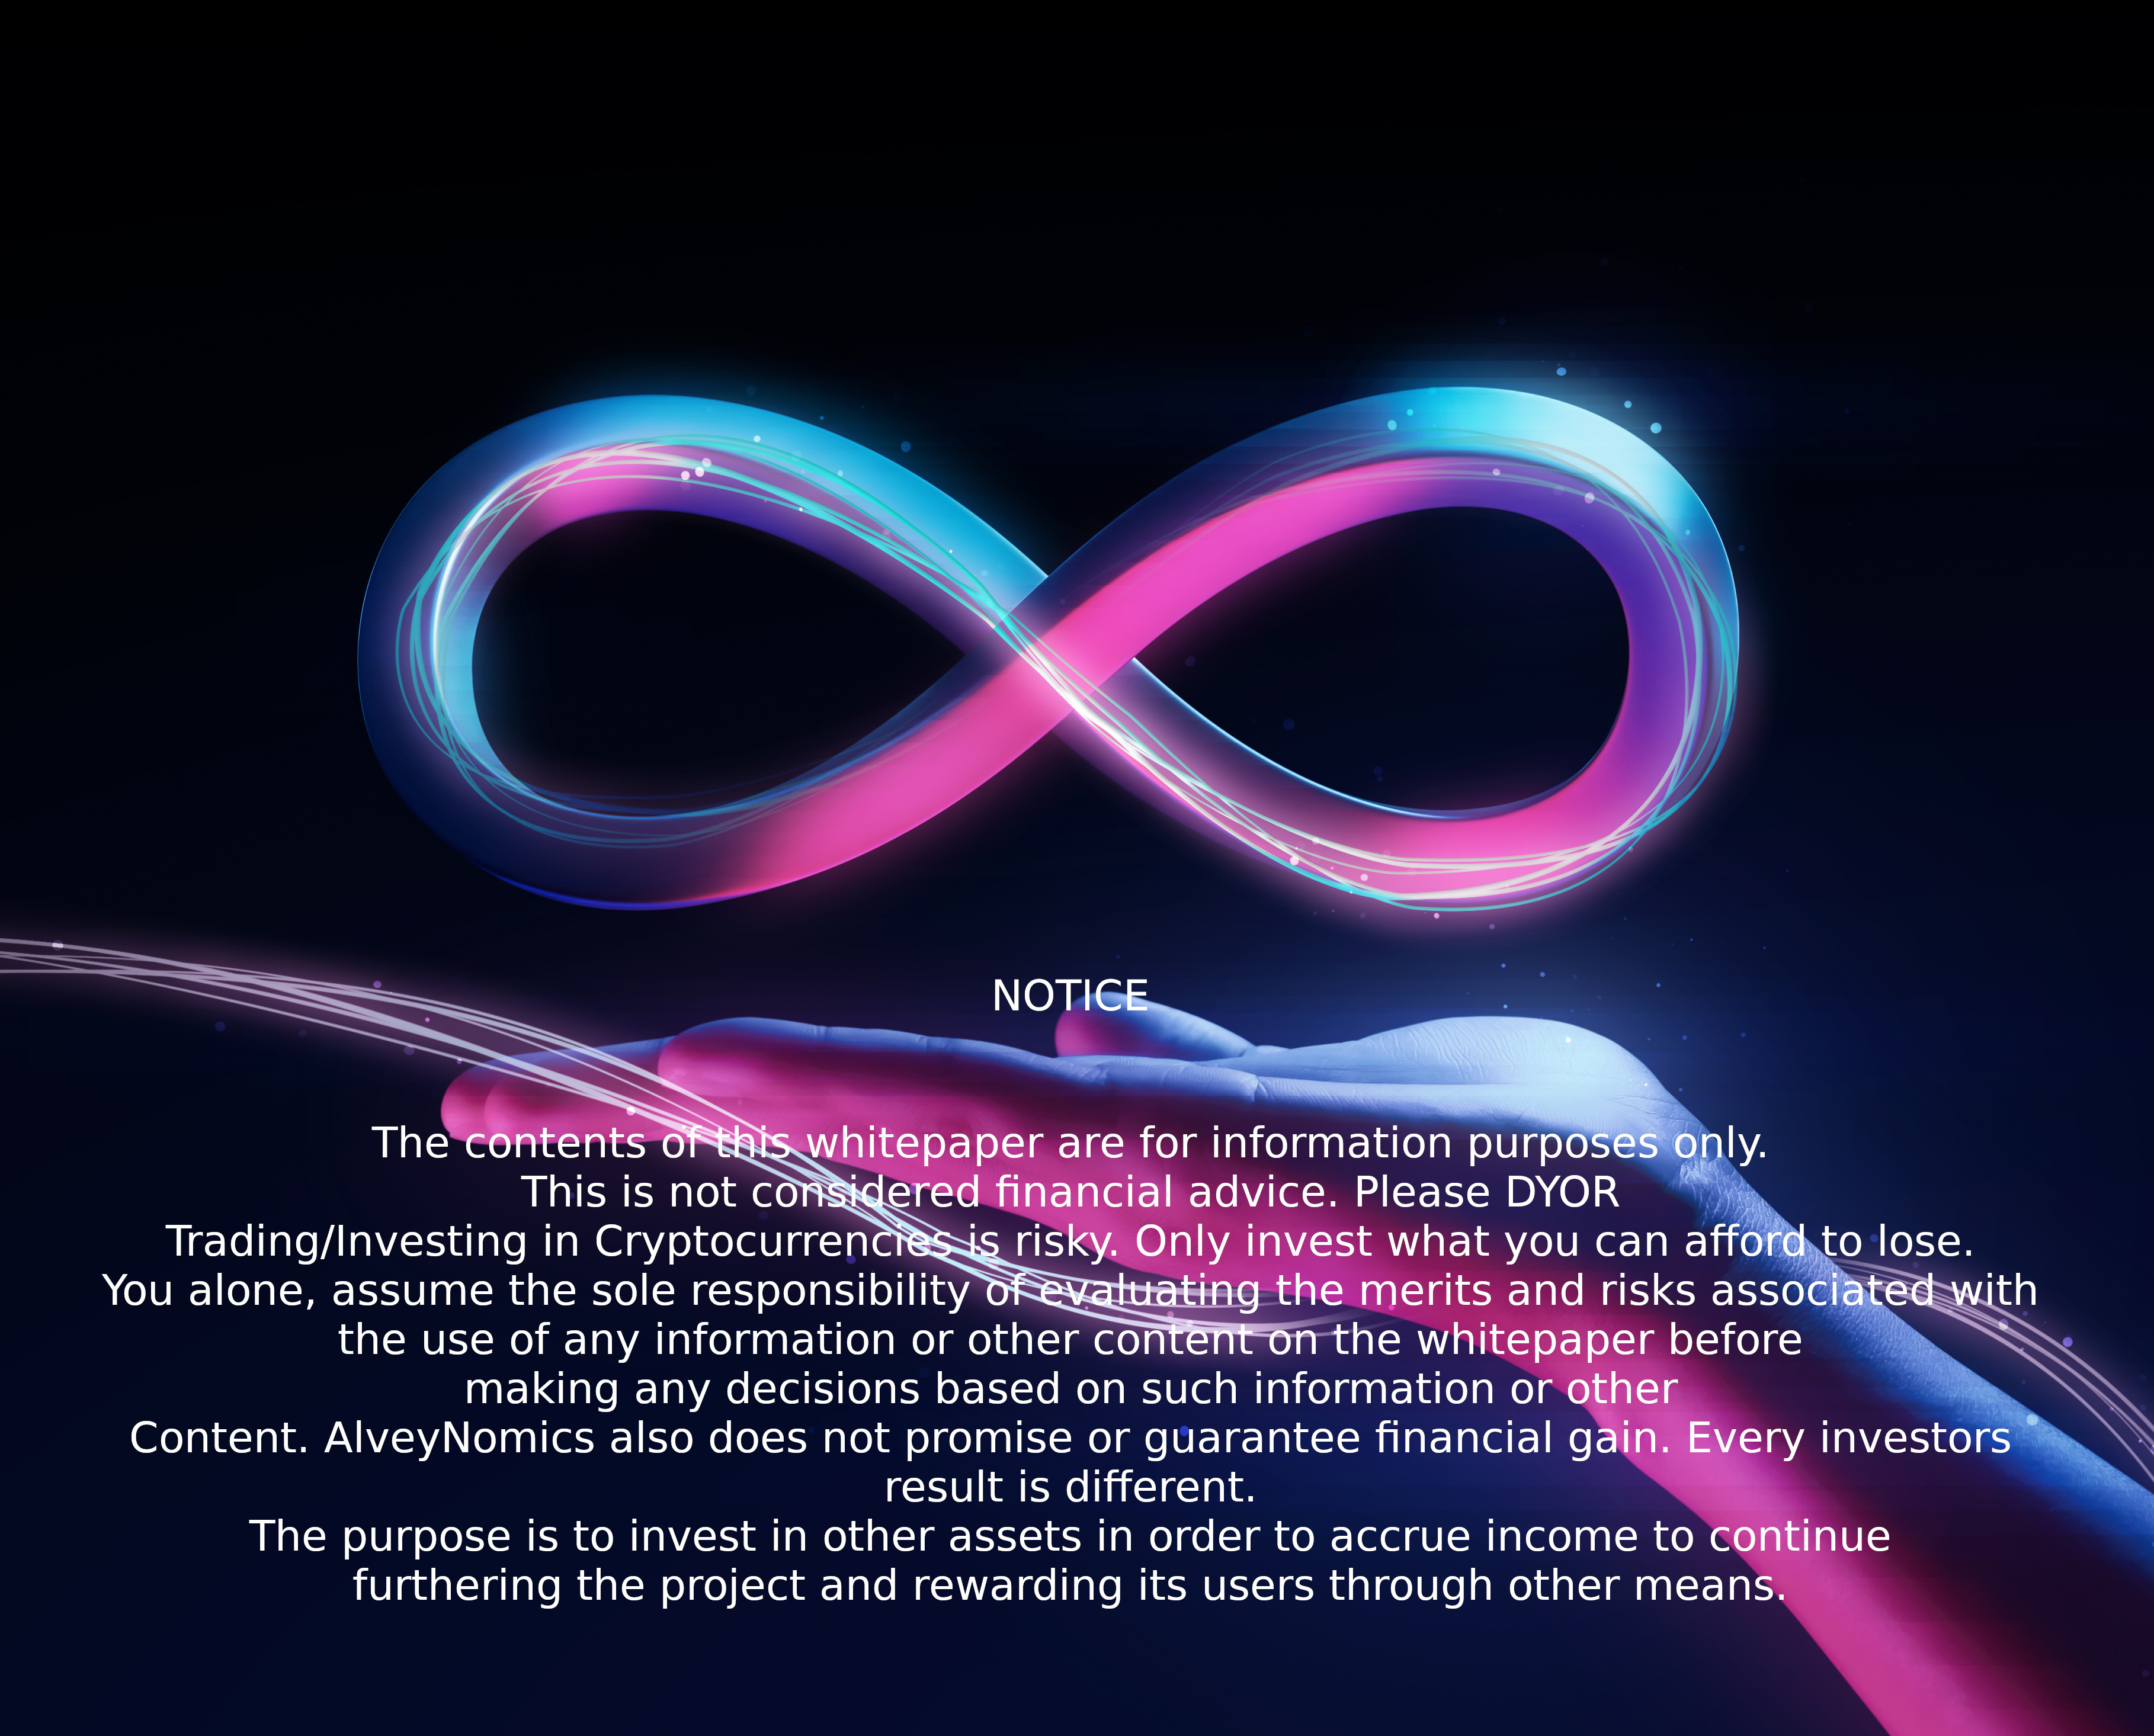 NOTICE
The contents of this whitepaper are for information purposes only.
This is not considered financial advice. Please DYOR
Trading/Investing in Cryptocurrencies is risky. Only invest what you can afford to lose.
You alone, assume the sole responsibility of evaluating the merits and risks associated with
the use of any information or other content on the whitepaper before
making any decisions based on such information or other
Content. AlveyNomics also does not promise or guarantee financial gain. Every investors
result is different.
The purpose is to invest in other assets in order to accrue income to continue
furthering the project and rewarding its users through other means.